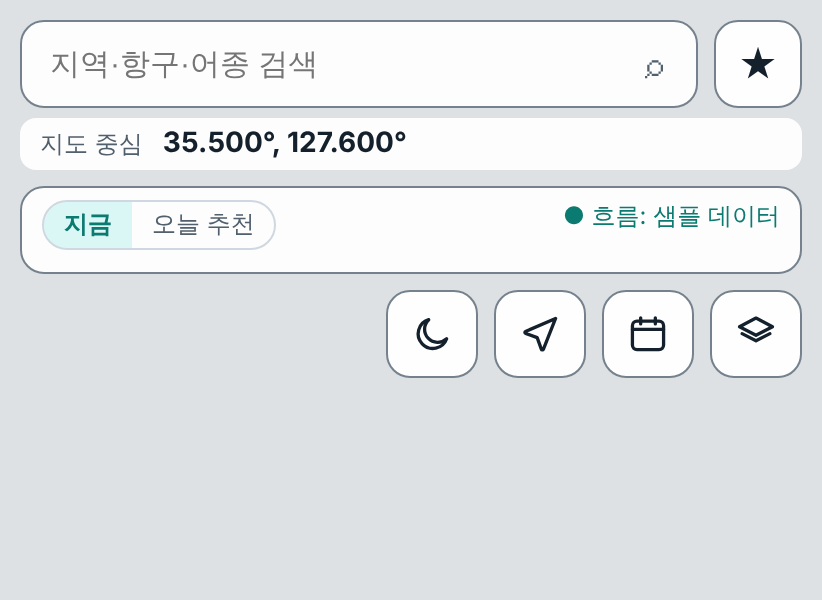 지역·항구·어종 검색
지도 중심 35.500°, 127.600°
지금 오늘 추천 흐름: 샘플 데이터